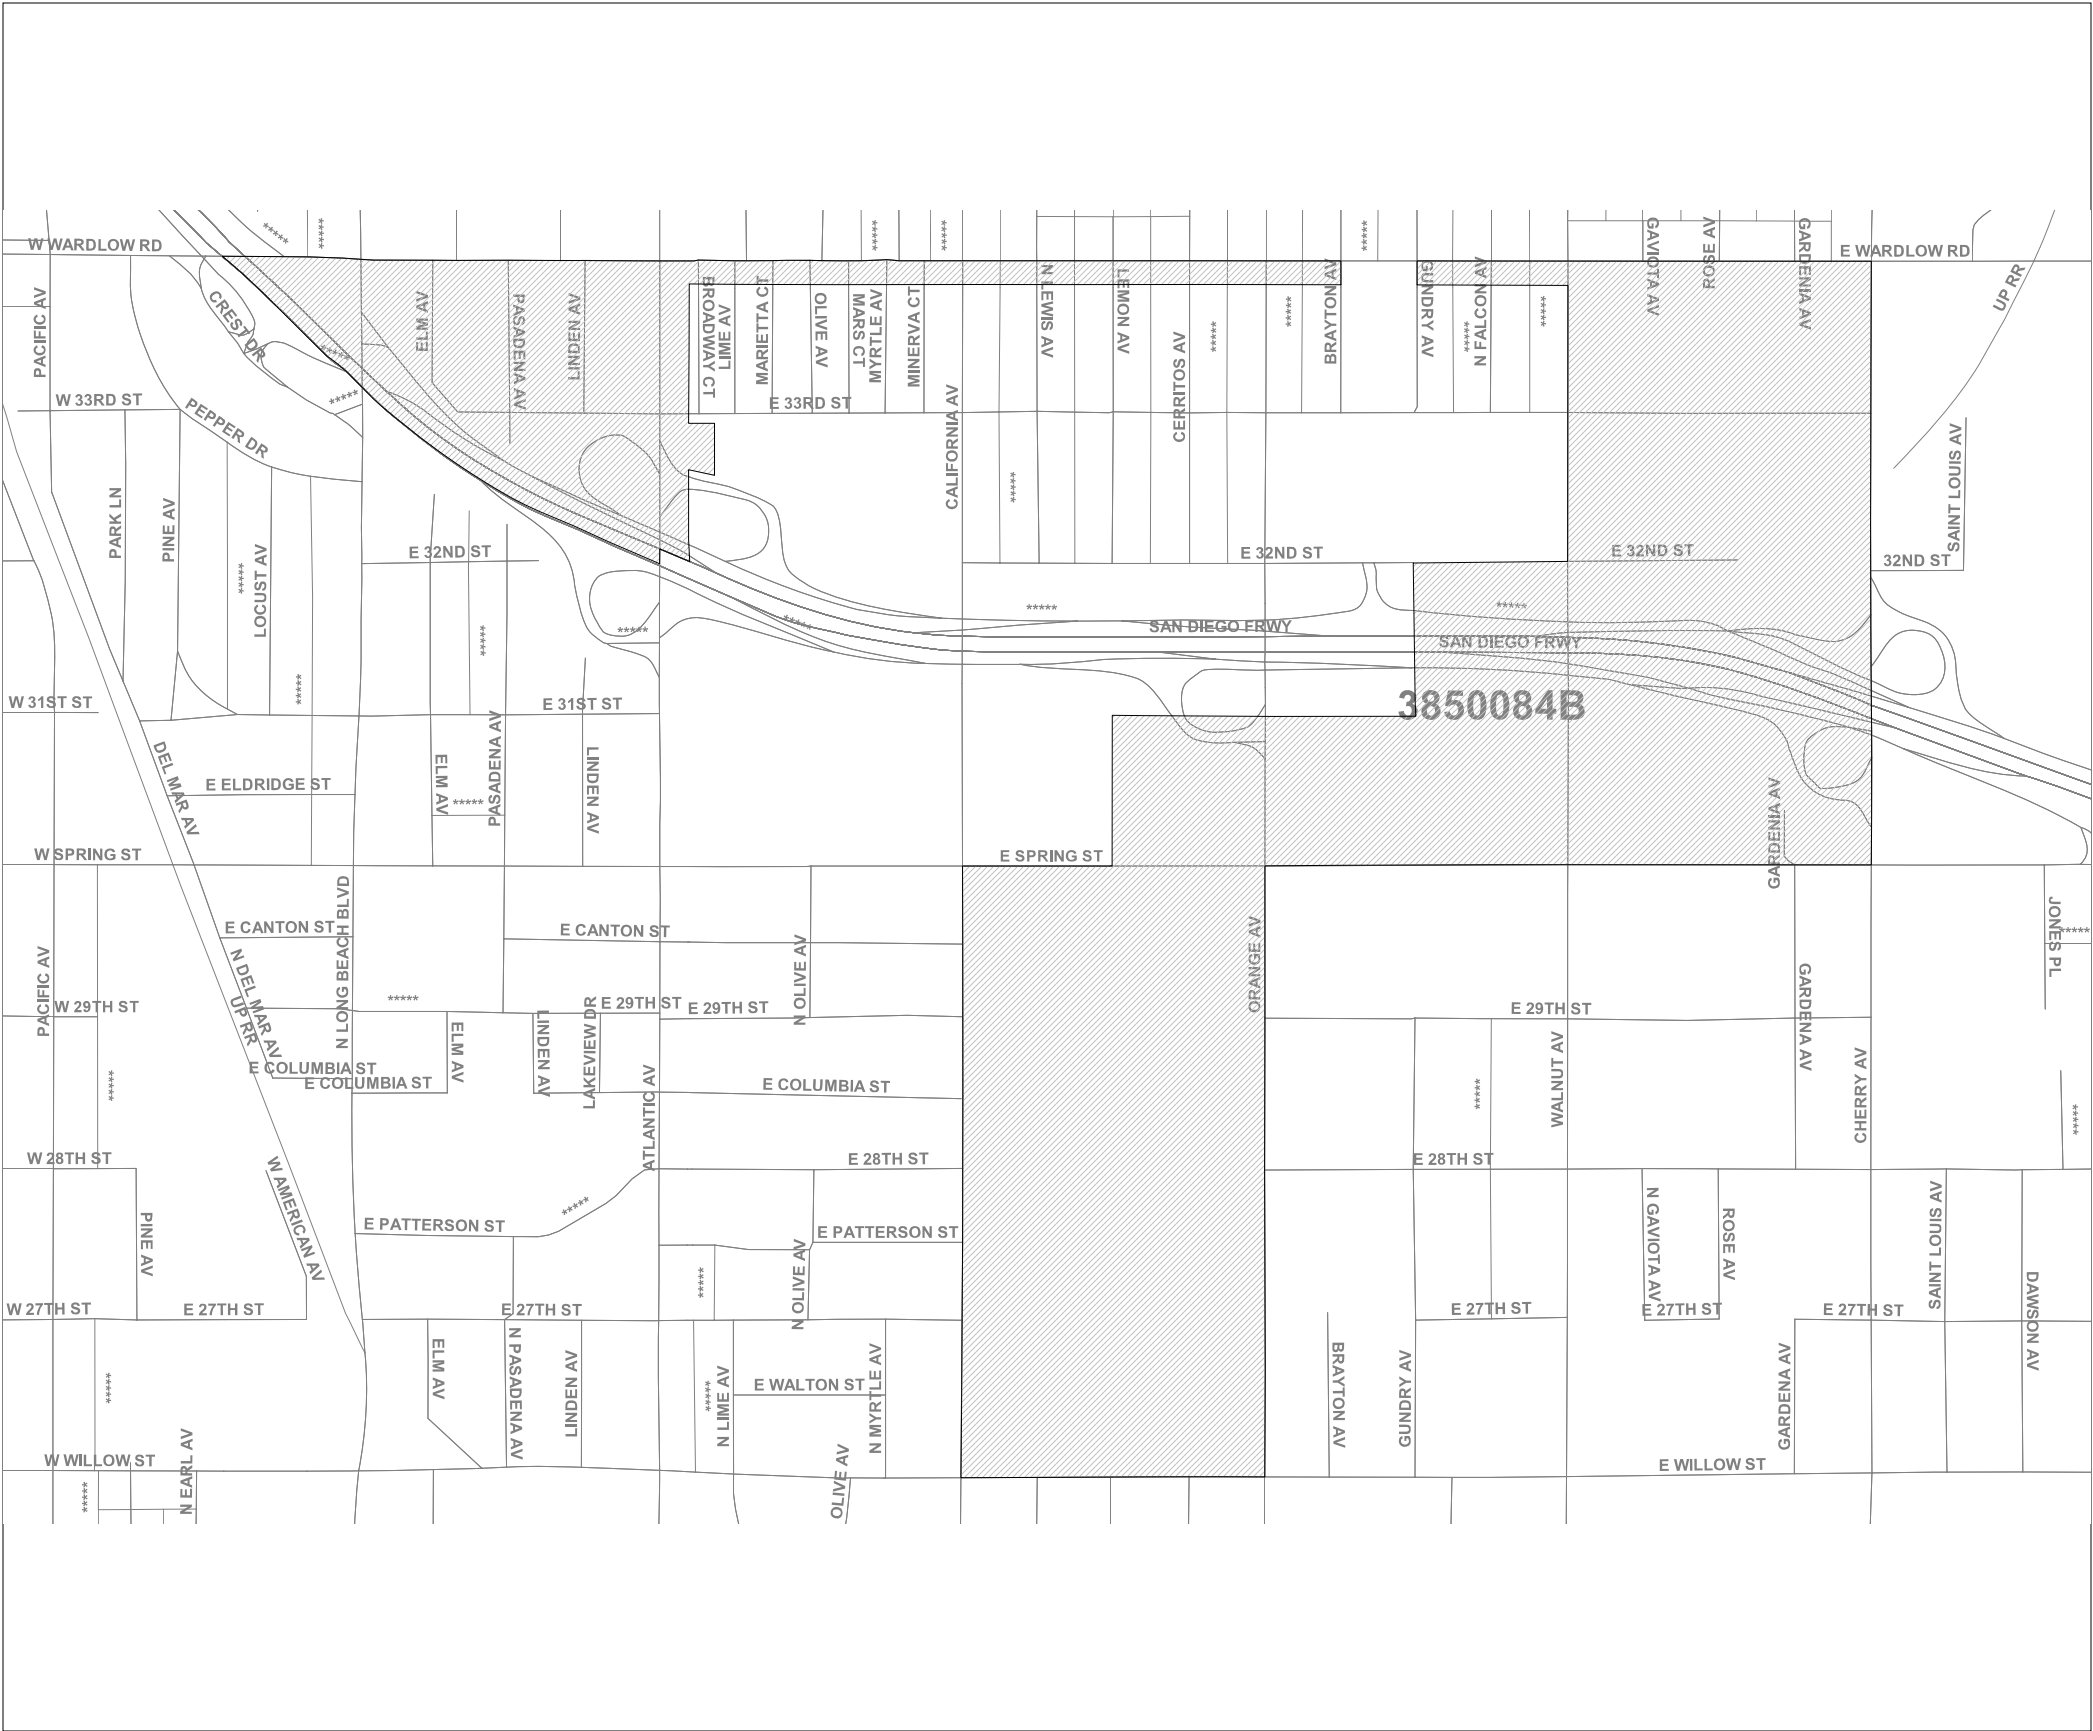 *****
*****
*****
*****
*****
W WARDLOW RD
E WARDLOW RD
GAVIOTA AV
ROSE AV
GARDENIA AV
UP RR
PACIFIC AV
CREST DR
*****
*****
ELM AV
PASADENA AV
LINDEN AV
BROADWAY CT
LIME AV
MARIETTA CT
OLIVE AV
MARS CT
MYRTLE AV
MINERVA CT
N LEWIS AV
LEMON AV
CERRITOS AV
*****
*****
BRAYTON AV
GUNDRY AV
*****
N FALCON AV
*****
W 33RD ST
PEPPER DR
E 33RD ST
CALIFORNIA AV
*****
SAINT LOUIS AV
PARK LN
PINE AV
*****
LOCUST AV
*****
E 32ND ST
E 32ND ST
E 32ND ST
32ND ST
*****
*****
*****
*****
*****
SAN DIEGO FRWY
SAN DIEGO FRWY
W 31ST ST
E 31ST ST
3850084B
DEL MAR AV
E ELDRIDGE ST
ELM AV
*****
PASADENA AV
LINDEN AV
GARDENIA AV
W SPRING ST
E SPRING ST
N LONG BEACH BLVD
E CANTON ST
E CANTON ST
N OLIVE AV
ORANGE AV
JONES PL
*****
PACIFIC AV
N DEL MAR AV
UP RR
W 29TH ST
*****
E 29TH ST
E 29TH ST
E 29TH ST
GARDENA AV
ELM AV
LINDEN AV
LAKEVIEW DR
E COLUMBIA ST
E COLUMBIA ST
E COLUMBIA ST
*****
ATLANTIC AV
*****
WALNUT AV
CHERRY AV
*****
W 28TH ST
E 28TH ST
E 28TH ST
W AMERICAN AV
*****
PINE AV
E PATTERSON ST
E PATTERSON ST
*****
N OLIVE AV
N GAVIOTA AV
ROSE AV
SAINT LOUIS AV
DAWSON AV
W 27TH ST
E 27TH ST
E 27TH ST
E 27TH ST
E 27TH ST
E 27TH ST
*****
ELM AV
N PASADENA AV
LINDEN AV
*****
N LIME AV
E WALTON ST
N MYRTLE AV
BRAYTON AV
GUNDRY AV
GARDENA AV
W WILLOW ST
E WILLOW ST
*****
N EARL AV
OLIVE AV